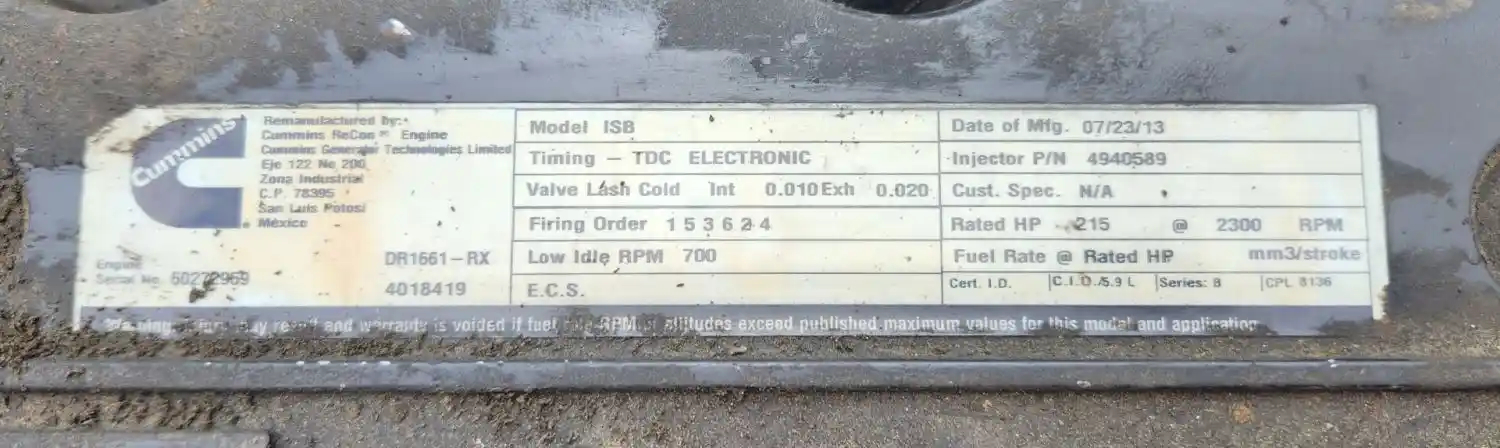 Cummins
Remanufactured by:
Cummins ReCon® Engine
Cummins Generator Technologies Limited
Eje 122 No 200
Zona Industrial
C.P. 78395
San Luis Potosi
México
Engine
Serial No 60272969
DR1661-RX
4018419
Model ISB
Timing - TDC ELECTRONIC
Valve Lash Cold Int 0.010 Exh 0.020
Firing Order 1 5 3 6 2 4
Low Idle RPM 700
E.C.S.
Date of Mfg. 07/23/13
Injector P/N 4940589
Cust. Spec. N/A
Rated HP 215 @ 2300 RPM
Fuel Rate @ Rated HP mm3/stroke
Cert. I.D. C.I.D./5.9 L Series: B CPL 8136
and warranty is voided if fuel RPM altitudes exceed published maximum values for this model and application